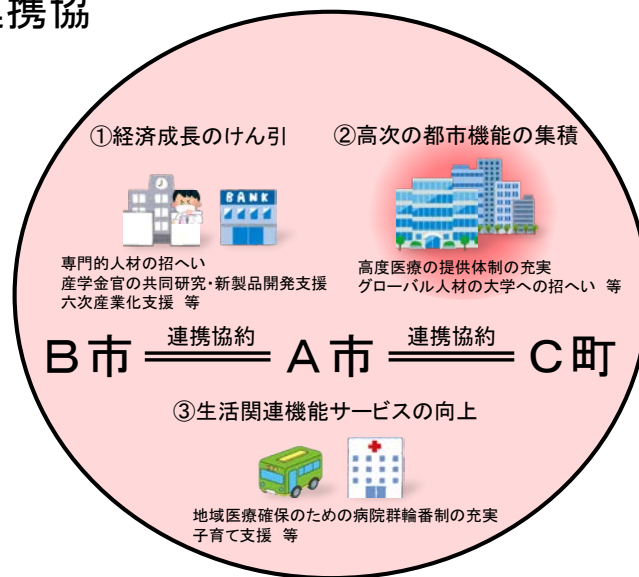 連携協
①経済成長のけん引
②高次の都市機能の集積
BANK
専門的人材の招へい
産学金官の共同研究・新製品開発支援
六次産業化支援 等
高度医療の提供体制の充実
グローバル人材の大学への招へい 等
B市 連携協約 A市 連携協約 C町
③生活関連機能サービスの向上
地域医療確保のための病院群輪番制の充実
子育て支援 等